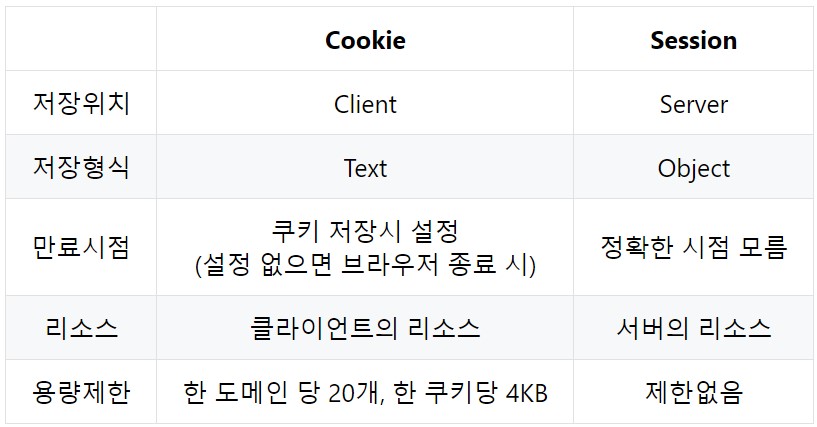 Cookie Session
저장위치 Client Server
저장형식 Text Object
만료시점 쿠키 저장시 설정 정확한 시점 모름
(설정 없으면 브라우저 종료 시)
리소스 클라이언트의 리소스 서버의 리소스
용량제한 한 도메인 당 20개, 한 쿠키당 4KB 제한없음